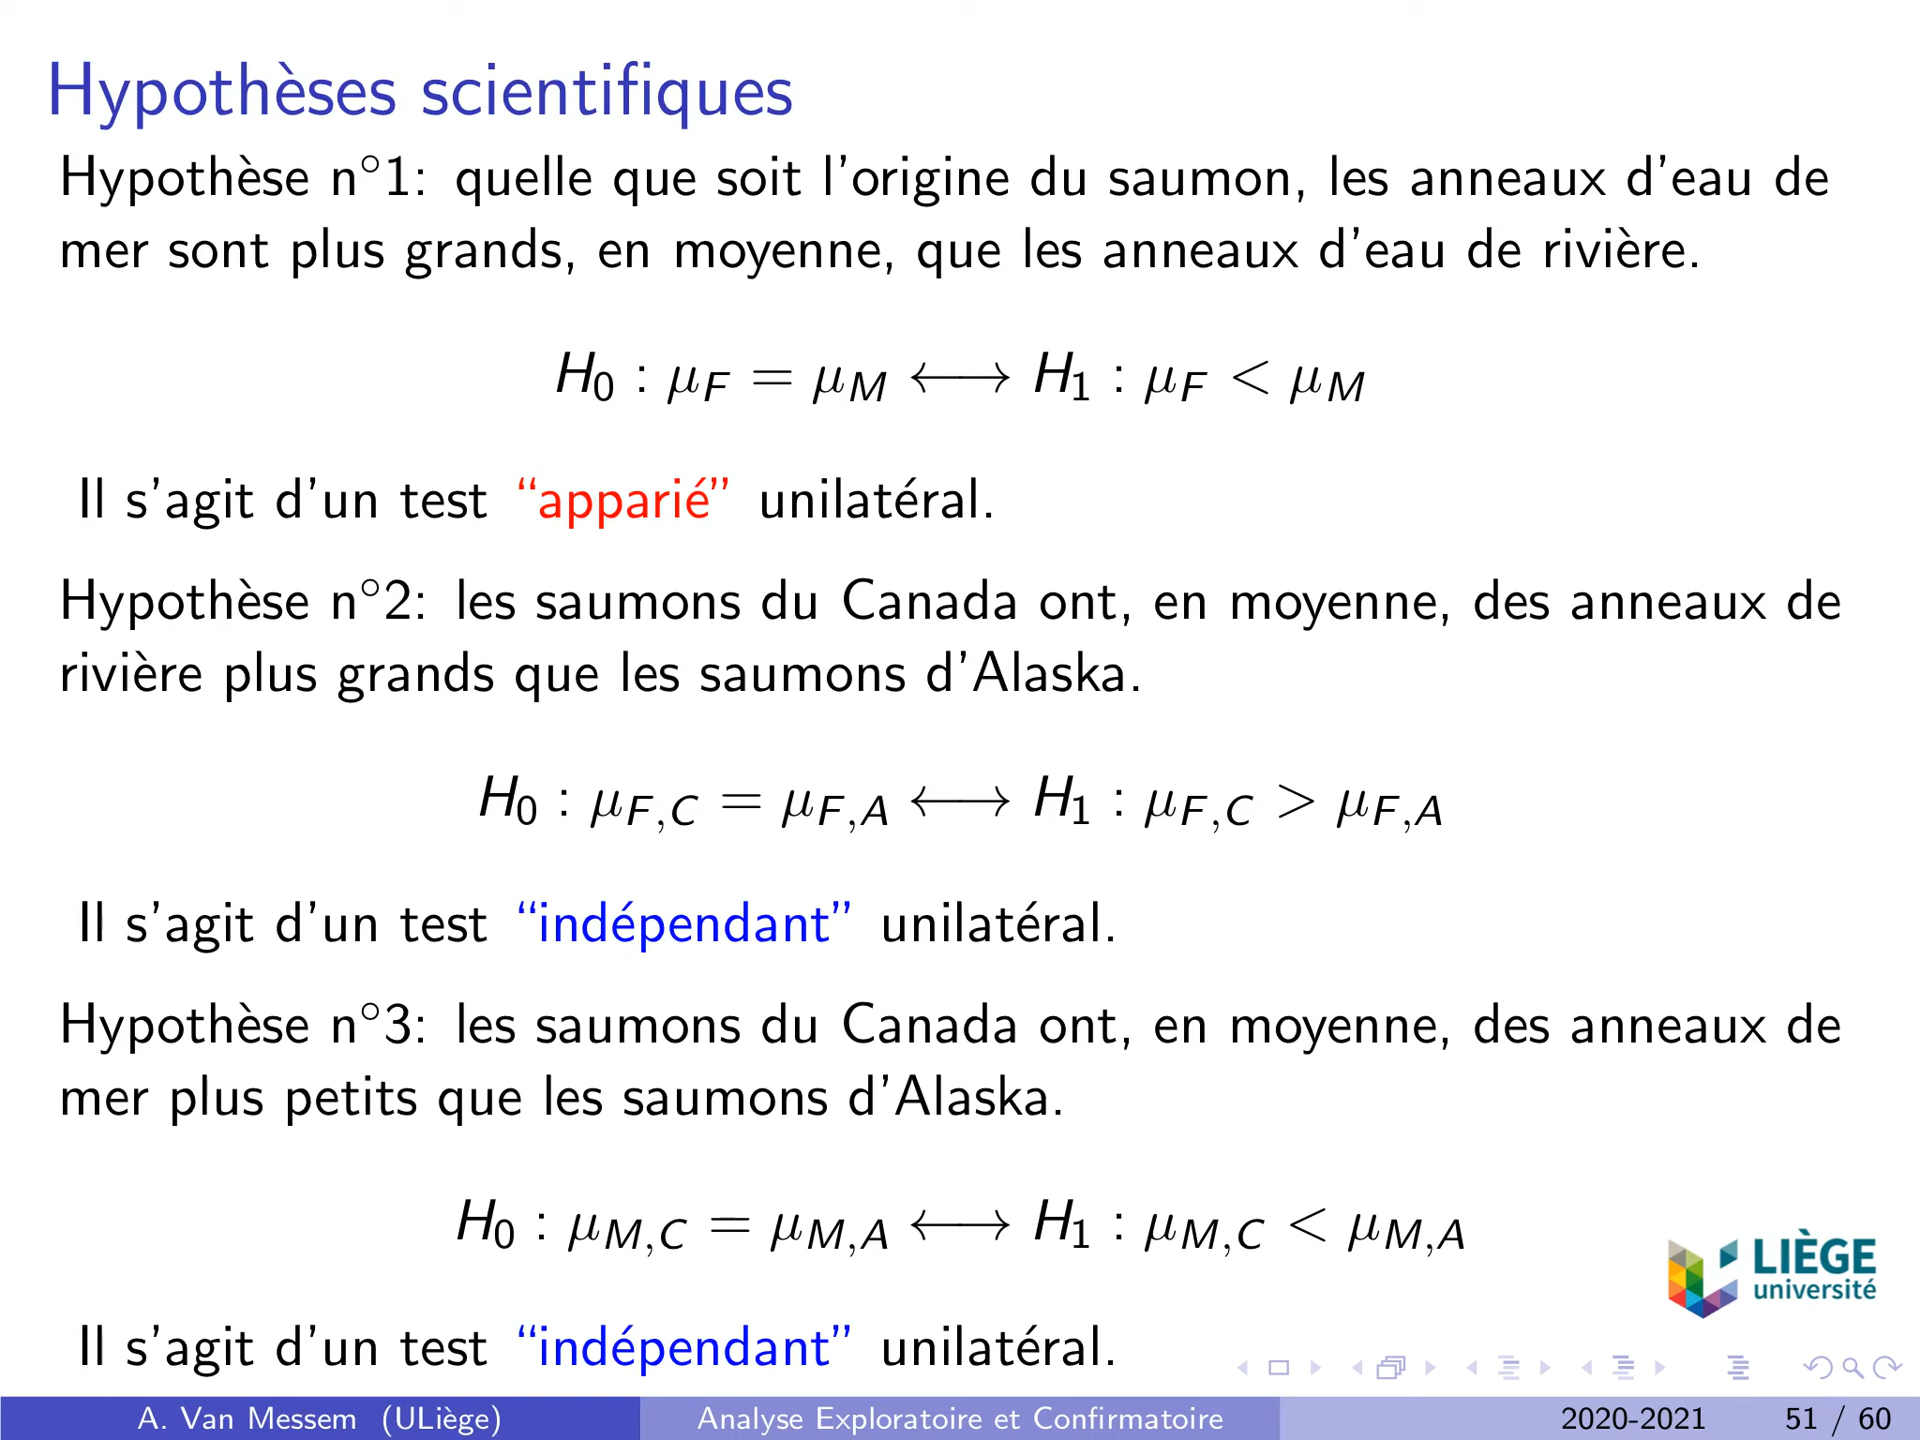 Hypothèses scientifiques
Hypothèse n°1: quelle que soit l'origine du saumon, les anneaux d'eau de
mer sont plus grands, en moyenne, que les anneaux d'eau de rivière.
H₀ : μ_F = μ_M ⟷ H₁ : μ_F < μ_M
Il s'agit d'un test “apparié” unilatéral.
Hypothèse n°2: les saumons du Canada ont, en moyenne, des anneaux de
rivière plus grands que les saumons d'Alaska.
H₀ : μ_F,C = μ_F,A ⟷ H₁ : μ_F,C > μ_F,A
Il s'agit d'un test “indépendant” unilatéral.
Hypothèse n°3: les saumons du Canada ont, en moyenne, des anneaux de
mer plus petits que les saumons d'Alaska.
H₀ : μ_M,C = μ_M,A ⟷ H₁ : μ_M,C < μ_M,A
LIÈGE
université
Il s'agit d'un test “indépendant” unilatéral.
A. Van Messem (ULiège) Analyse Exploratoire et Confirmatoire 2020-2021 51 / 60